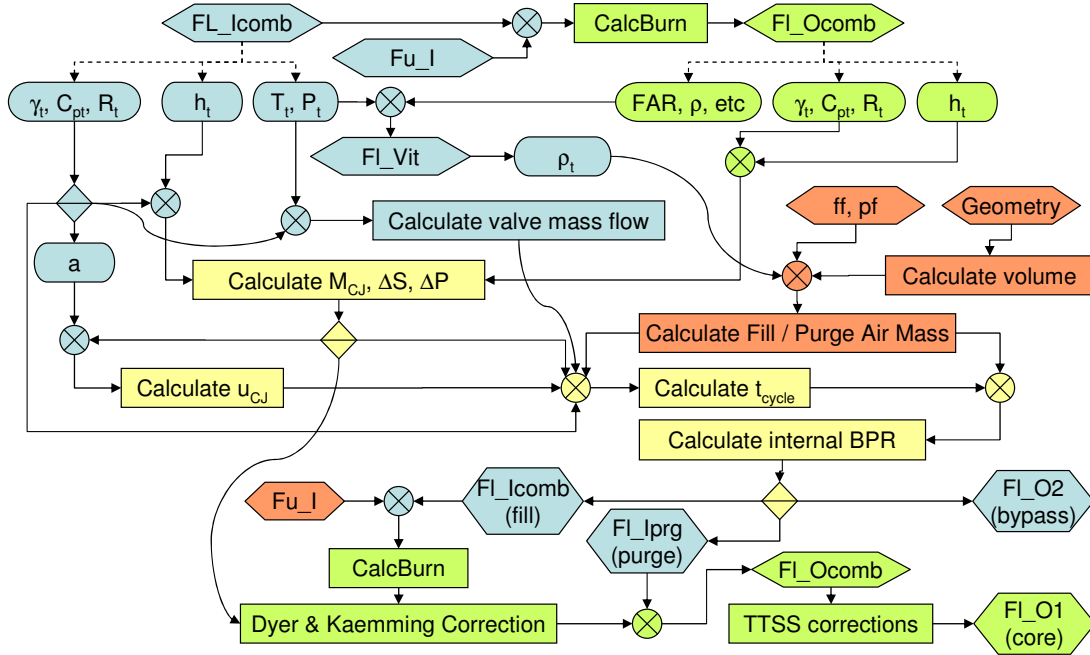 FL_Icomb
CalcBurn
Fl_Ocomb
Fu_I
γt, Cpt, Rt
ht
Tt, Pt
FAR, ρ, etc
γt, Cpt, Rt
ht
Fl_Vit
ρt
ff, pf
Geometry
Calculate valve mass flow
a
Calculate MCJ, ΔS, ΔP
Calculate volume
Calculate Fill / Purge Air Mass
Calculate uCJ
Calculate tcycle
Calculate internal BPR
Fu_I
Fl_Icomb
(fill)
Fl_O2
(bypass)
Fl_Iprg
(purge)
CalcBurn
Fl_Ocomb
Dyer & Kaemming Correction
TTSS corrections
Fl_O1
(core)